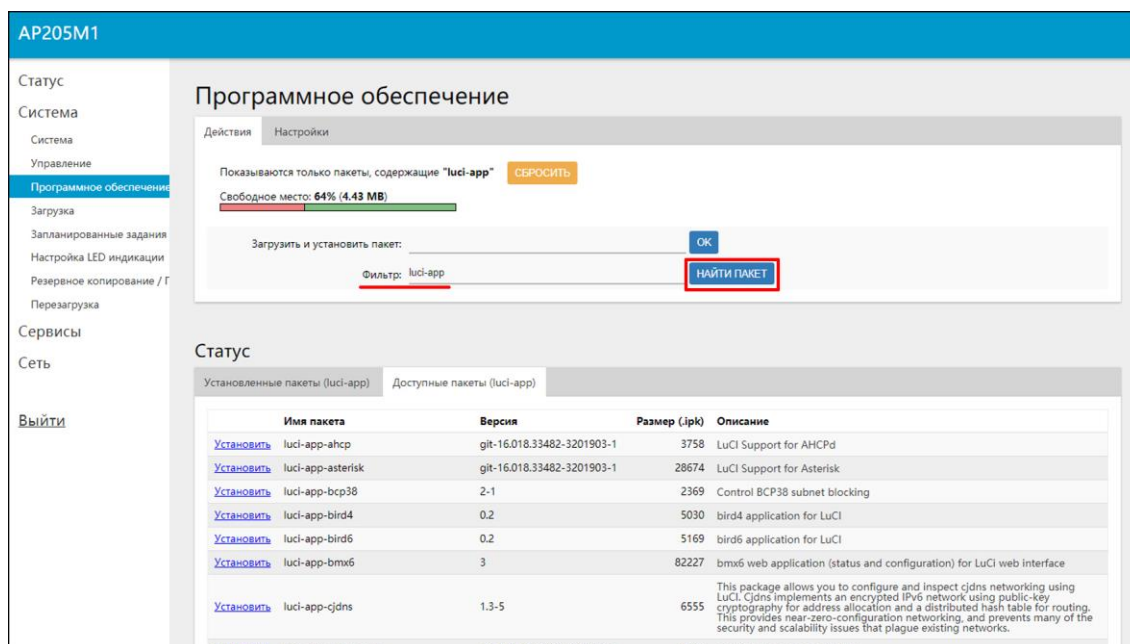 AP205M1
Статус
Система
Система
Управление
Программное обеспечение
Загрузка
Запланированные задания
Настройка LED индикации
Резервное копирование / П
Перезагрузка
Сервисы
Сеть
Выйти
Программное обеспечение
Действия Настройки
Показываются только пакеты, содержащие "luci-app" СБРОСИТЬ
Свободное место: 64% (4.43 MB)
Загрузить и установить пакет: OK
Фильтр: luci-app НАЙТИ ПАКЕТ
Статус
Установленные пакеты (luci-app) Доступные пакеты (luci-app)
Имя пакета Версия Размер (.ipk) Описание
Установить luci-app-ahcp git-16.018.33482-3201903-1 3758 LuCI Support for AHCPd
Установить luci-app-asterisk git-16.018.33482-3201903-1 28674 LuCI Support for Asterisk
Установить luci-app-bcp38 2-1 2369 Control BCP38 subnet blocking
Установить luci-app-bird4 0.2 5030 bird4 application for LuCI
Установить luci-app-bird6 0.2 5169 bird6 application for LuCI
Установить luci-app-bmx6 3 82227 bmx6 web application (status and configuration) for LuCi web interface
This package allows you to configure and inspect cjdns networking using
LuCI. Cjdns implements an encrypted IPv6 network using public-key
Установить luci-app-cjdns 1.3-5 6555 cryptography for address allocation and a distributed hash table for routing.
This provides near-zero-configuration networking, and prevents many of the
security and scalability issues that plague existing networks.